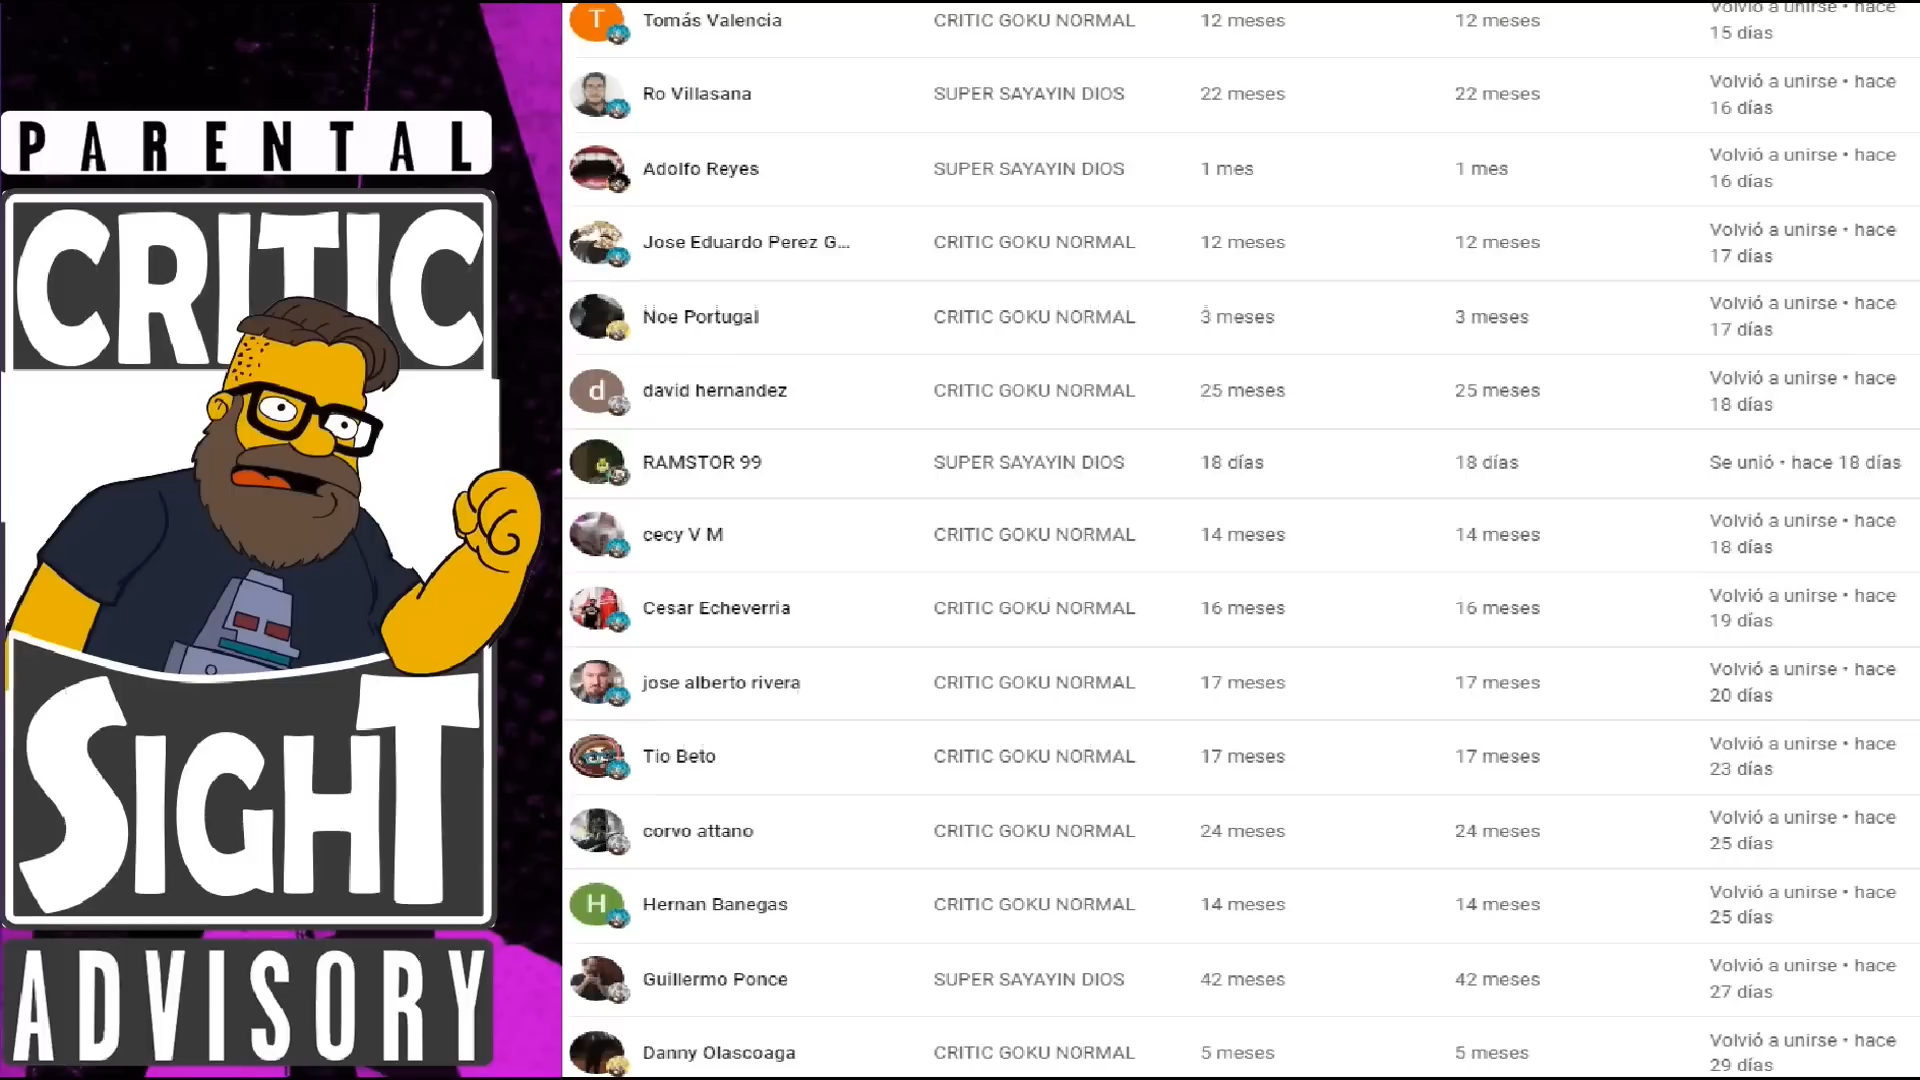 PARENTAL
CRITIC
SIGHT
ADVISORY
T Tomás Valencia CRITIC GOKU NORMAL 12 meses 12 meses Volvió a unirse • hace
15 días
Ro Villasana SUPER SAYAYIN DIOS 22 meses 22 meses Volvió a unirse • hace
16 días
Adolfo Reyes SUPER SAYAYIN DIOS 1 mes 1 mes Volvió a unirse • hace
16 días
Jose Eduardo Perez G... CRITIC GOKU NORMAL 12 meses 12 meses Volvió a unirse • hace
17 días
Noe Portugal CRITIC GOKU NORMAL 3 meses 3 meses Volvió a unirse • hace
17 días
d david hernandez CRITIC GOKU NORMAL 25 meses 25 meses Volvió a unirse • hace
18 días
RAMSTOR 99 SUPER SAYAYIN DIOS 18 días 18 días Se unió • hace 18 días
cecy V M CRITIC GOKU NORMAL 14 meses 14 meses Volvió a unirse • hace
18 días
Cesar Echeverria CRITIC GOKU NORMAL 16 meses 16 meses Volvió a unirse • hace
19 días
jose alberto rivera CRITIC GOKU NORMAL 17 meses 17 meses Volvió a unirse • hace
20 días
Tio Beto CRITIC GOKU NORMAL 17 meses 17 meses Volvió a unirse • hace
23 días
corvo attano CRITIC GOKU NORMAL 24 meses 24 meses Volvió a unirse • hace
25 días
H Hernan Banegas CRITIC GOKU NORMAL 14 meses 14 meses Volvió a unirse • hace
25 días
Guillermo Ponce SUPER SAYAYIN DIOS 42 meses 42 meses Volvió a unirse • hace
27 días
Danny Olascoaga CRITIC GOKU NORMAL 5 meses 5 meses Volvió a unirse • hace
29 días